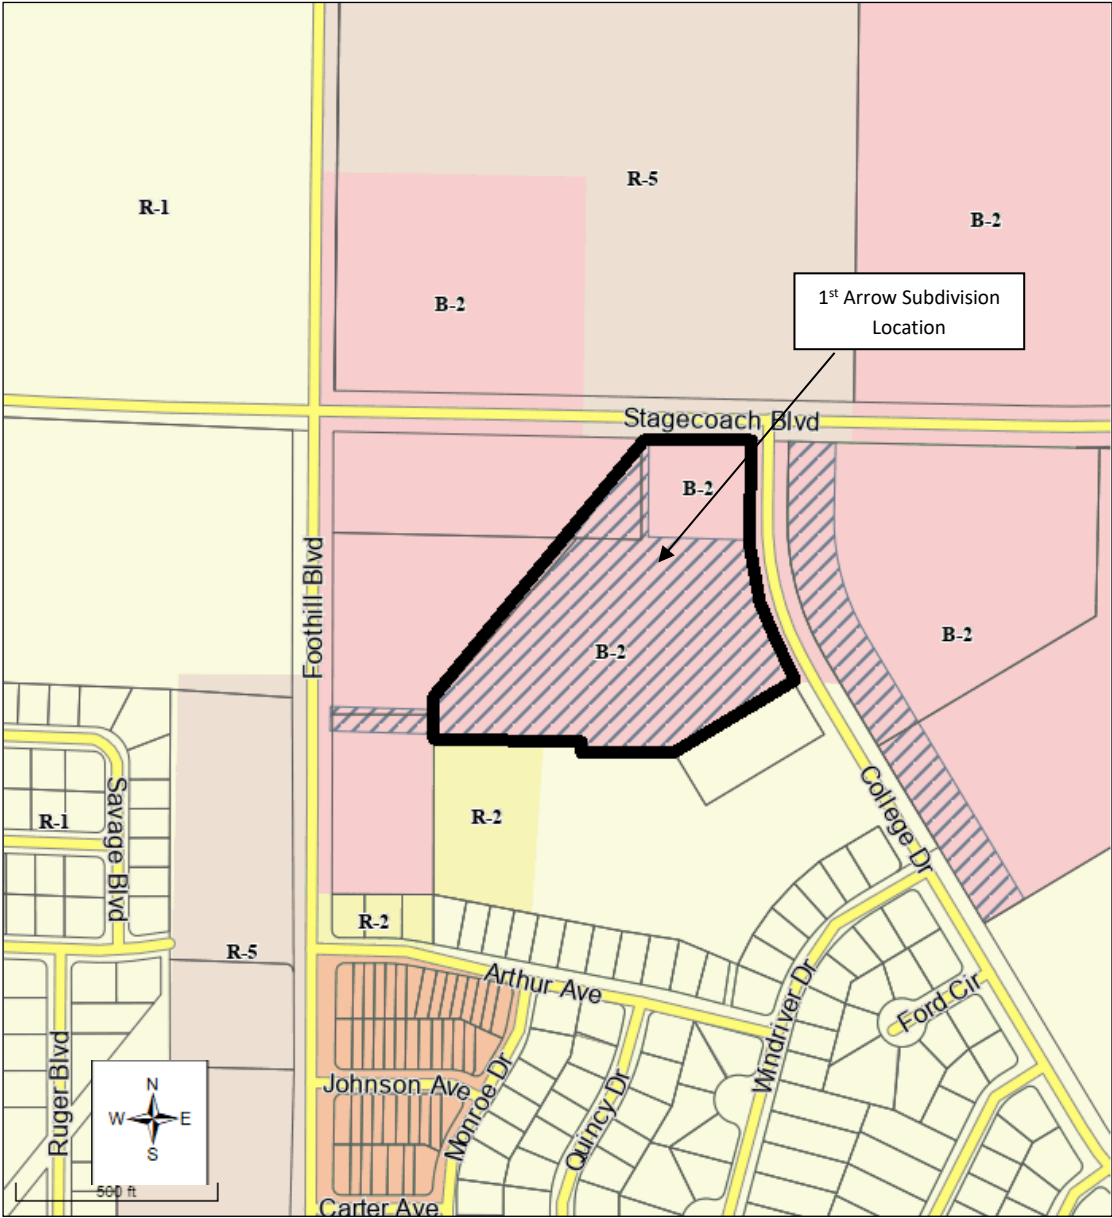 R-5
R-1
B-2
B-2
1st Arrow Subdivision
Location
Stagecoach Blvd
B-2
Foothill Blvd
B-2
B-2
College Dr
Savage Blvd
R-1
R-2
R-2
R-5
Arthur Ave
Windriver Dr
Ford Cir
Ruger Blvd
Johnson Ave
Monroe Dr
Quincy Dr
N
W
E
S
500 ft
Carter Ave